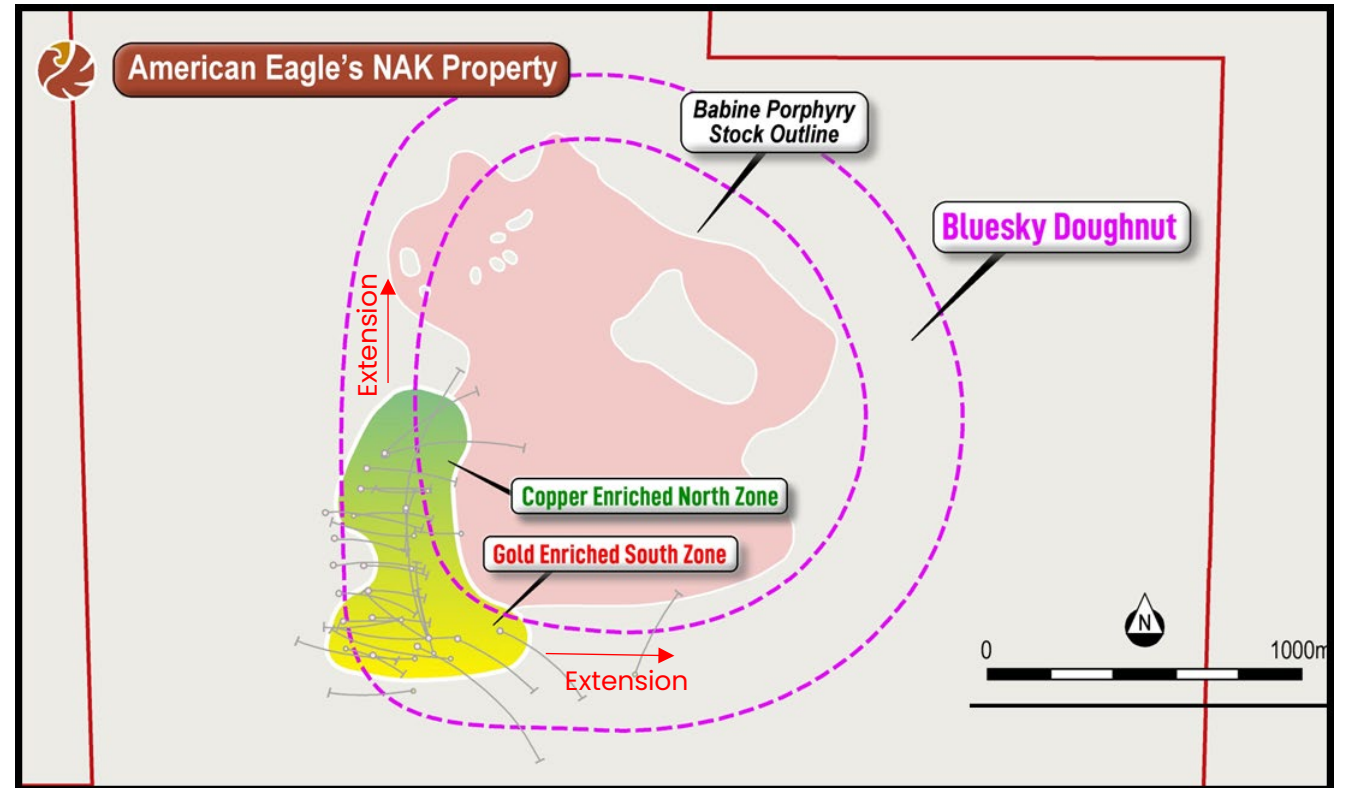 American Eagle's NAK Property
Babine Porphyry
Stock Outline
Bluesky Doughnut
Extension
Copper Enriched North Zone
Gold Enriched South Zone
Extension
N
0
1000m